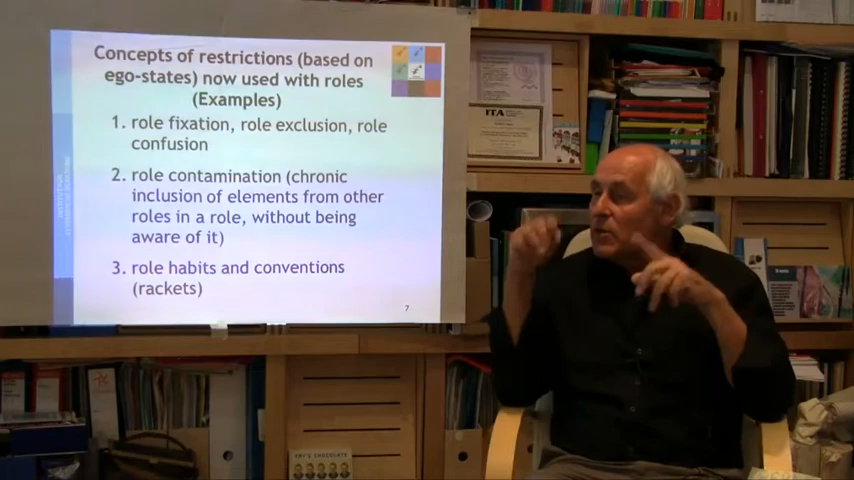 Concepts of restrictions (based on
ego-states) now used with roles
(Examples)
1. role fixation, role exclusion, role
confusion
2. role contamination (chronic
inclusion of elements from other
roles in a role, without being
aware of it)
3. role habits and conventions
(rackets)
7
ITA
FRY'S CHOCOLATE